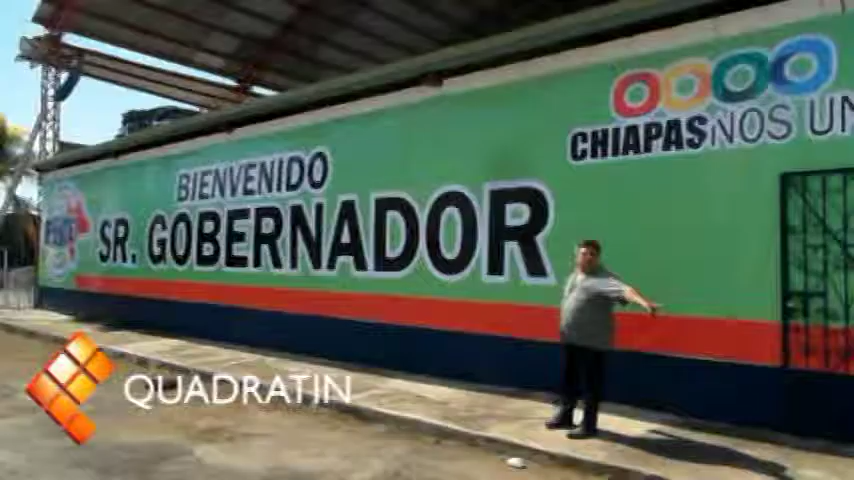 BIENVENIDO
SR. GOBERNADOR
CHIAPAS NOS UN
QUADRATIN